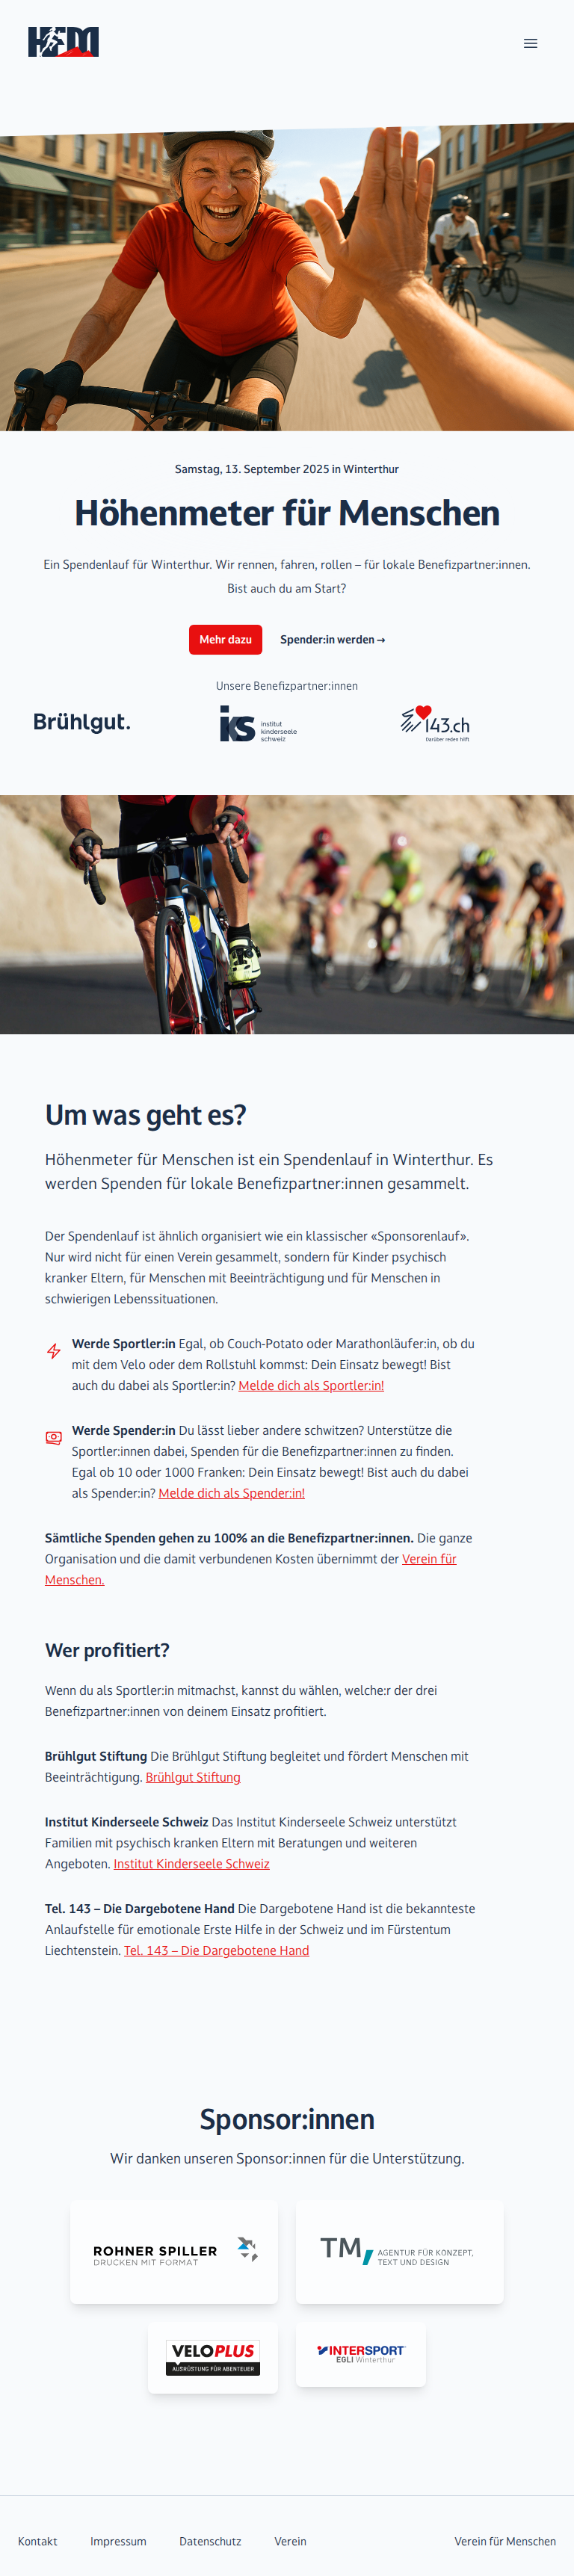 HFM
Samstag, 13. September 2025 in Winterthur
Höhenmeter für Menschen
Ein Spendenlauf für Winterthur. Wir rennen, fahren, rollen – für lokale Benefizpartner:innen.
Bist auch du am Start?
Mehr dazu
Spender:in werden →
Unsere Benefizpartner:innen
Brühlgut.
iks institut
kinderseele
schweiz
143.ch
Darüber reden hilft
Um was geht es?
Höhenmeter für Menschen ist ein Spendenlauf in Winterthur. Es
werden Spenden für lokale Benefizpartner:innen gesammelt.
Der Spendenlauf ist ähnlich organisiert wie ein klassischer «Sponsorenlauf».
Nur wird nicht für einen Verein gesammelt, sondern für Kinder psychisch
kranker Eltern, für Menschen mit Beeinträchtigung und für Menschen in
schwierigen Lebenssituationen.
Werde Sportler:in Egal, ob Couch-Potato oder Marathonläufer:in, ob du
mit dem Velo oder dem Rollstuhl kommst: Dein Einsatz bewegt! Bist
auch du dabei als Sportler:in? Melde dich als Sportler:in!
Werde Spender:in Du lässt lieber andere schwitzen? Unterstütze die
Sportler:innen dabei, Spenden für die Benefizpartner:innen zu finden.
Egal ob 10 oder 1000 Franken: Dein Einsatz bewegt! Bist auch du dabei
als Spender:in? Melde dich als Spender:in!
Sämtliche Spenden gehen zu 100% an die Benefizpartner:innen. Die ganze
Organisation und die damit verbundenen Kosten übernimmt der Verein für
Menschen.
Wer profitiert?
Wenn du als Sportler:in mitmachst, kannst du wählen, welche:r der drei
Benefizpartner:innen von deinem Einsatz profitiert.
Brühlgut Stiftung Die Brühlgut Stiftung begleitet und fördert Menschen mit
Beeinträchtigung. Brühlgut Stiftung
Institut Kinderseele Schweiz Das Institut Kinderseele Schweiz unterstützt
Familien mit psychisch kranken Eltern mit Beratungen und weiteren
Angeboten. Institut Kinderseele Schweiz
Tel. 143 – Die Dargebotene Hand Die Dargebotene Hand ist die bekannteste
Anlaufstelle für emotionale Erste Hilfe in der Schweiz und im Fürstentum
Liechtenstein. Tel. 143 – Die Dargebotene Hand
Sponsor:innen
Wir danken unseren Sponsor:innen für die Unterstützung.
ROHNER SPILLER
DRUCKEN MIT FORMAT
TM, AGENTUR FÜR KONZEPT,
TEXT UND DESIGN
VELOPLUS
AUSRÜSTUNG FÜR ABENTEUER
INTERSPORT
EGLI Winterthur
Kontakt
Impressum
Datenschutz
Verein
Verein für Menschen